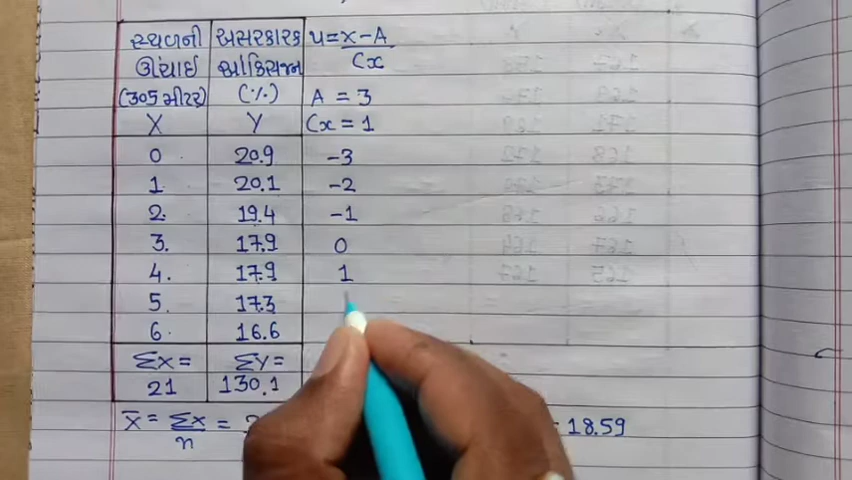 સ્થળની અસરકારક u=x-A
ઊંચાઈ ઓક્સિજન Cx
(305 મીટર) (%) A = 3
X Y Cx = 1
0 20.9 -3
1 20.1 -2
2. 19.4 -1
3. 17.9 0
4. 17.9 1
5. 17.3
6. 16.6
Σx= Σy=
21 130.1
x̄ = Σx = = 18.59
n